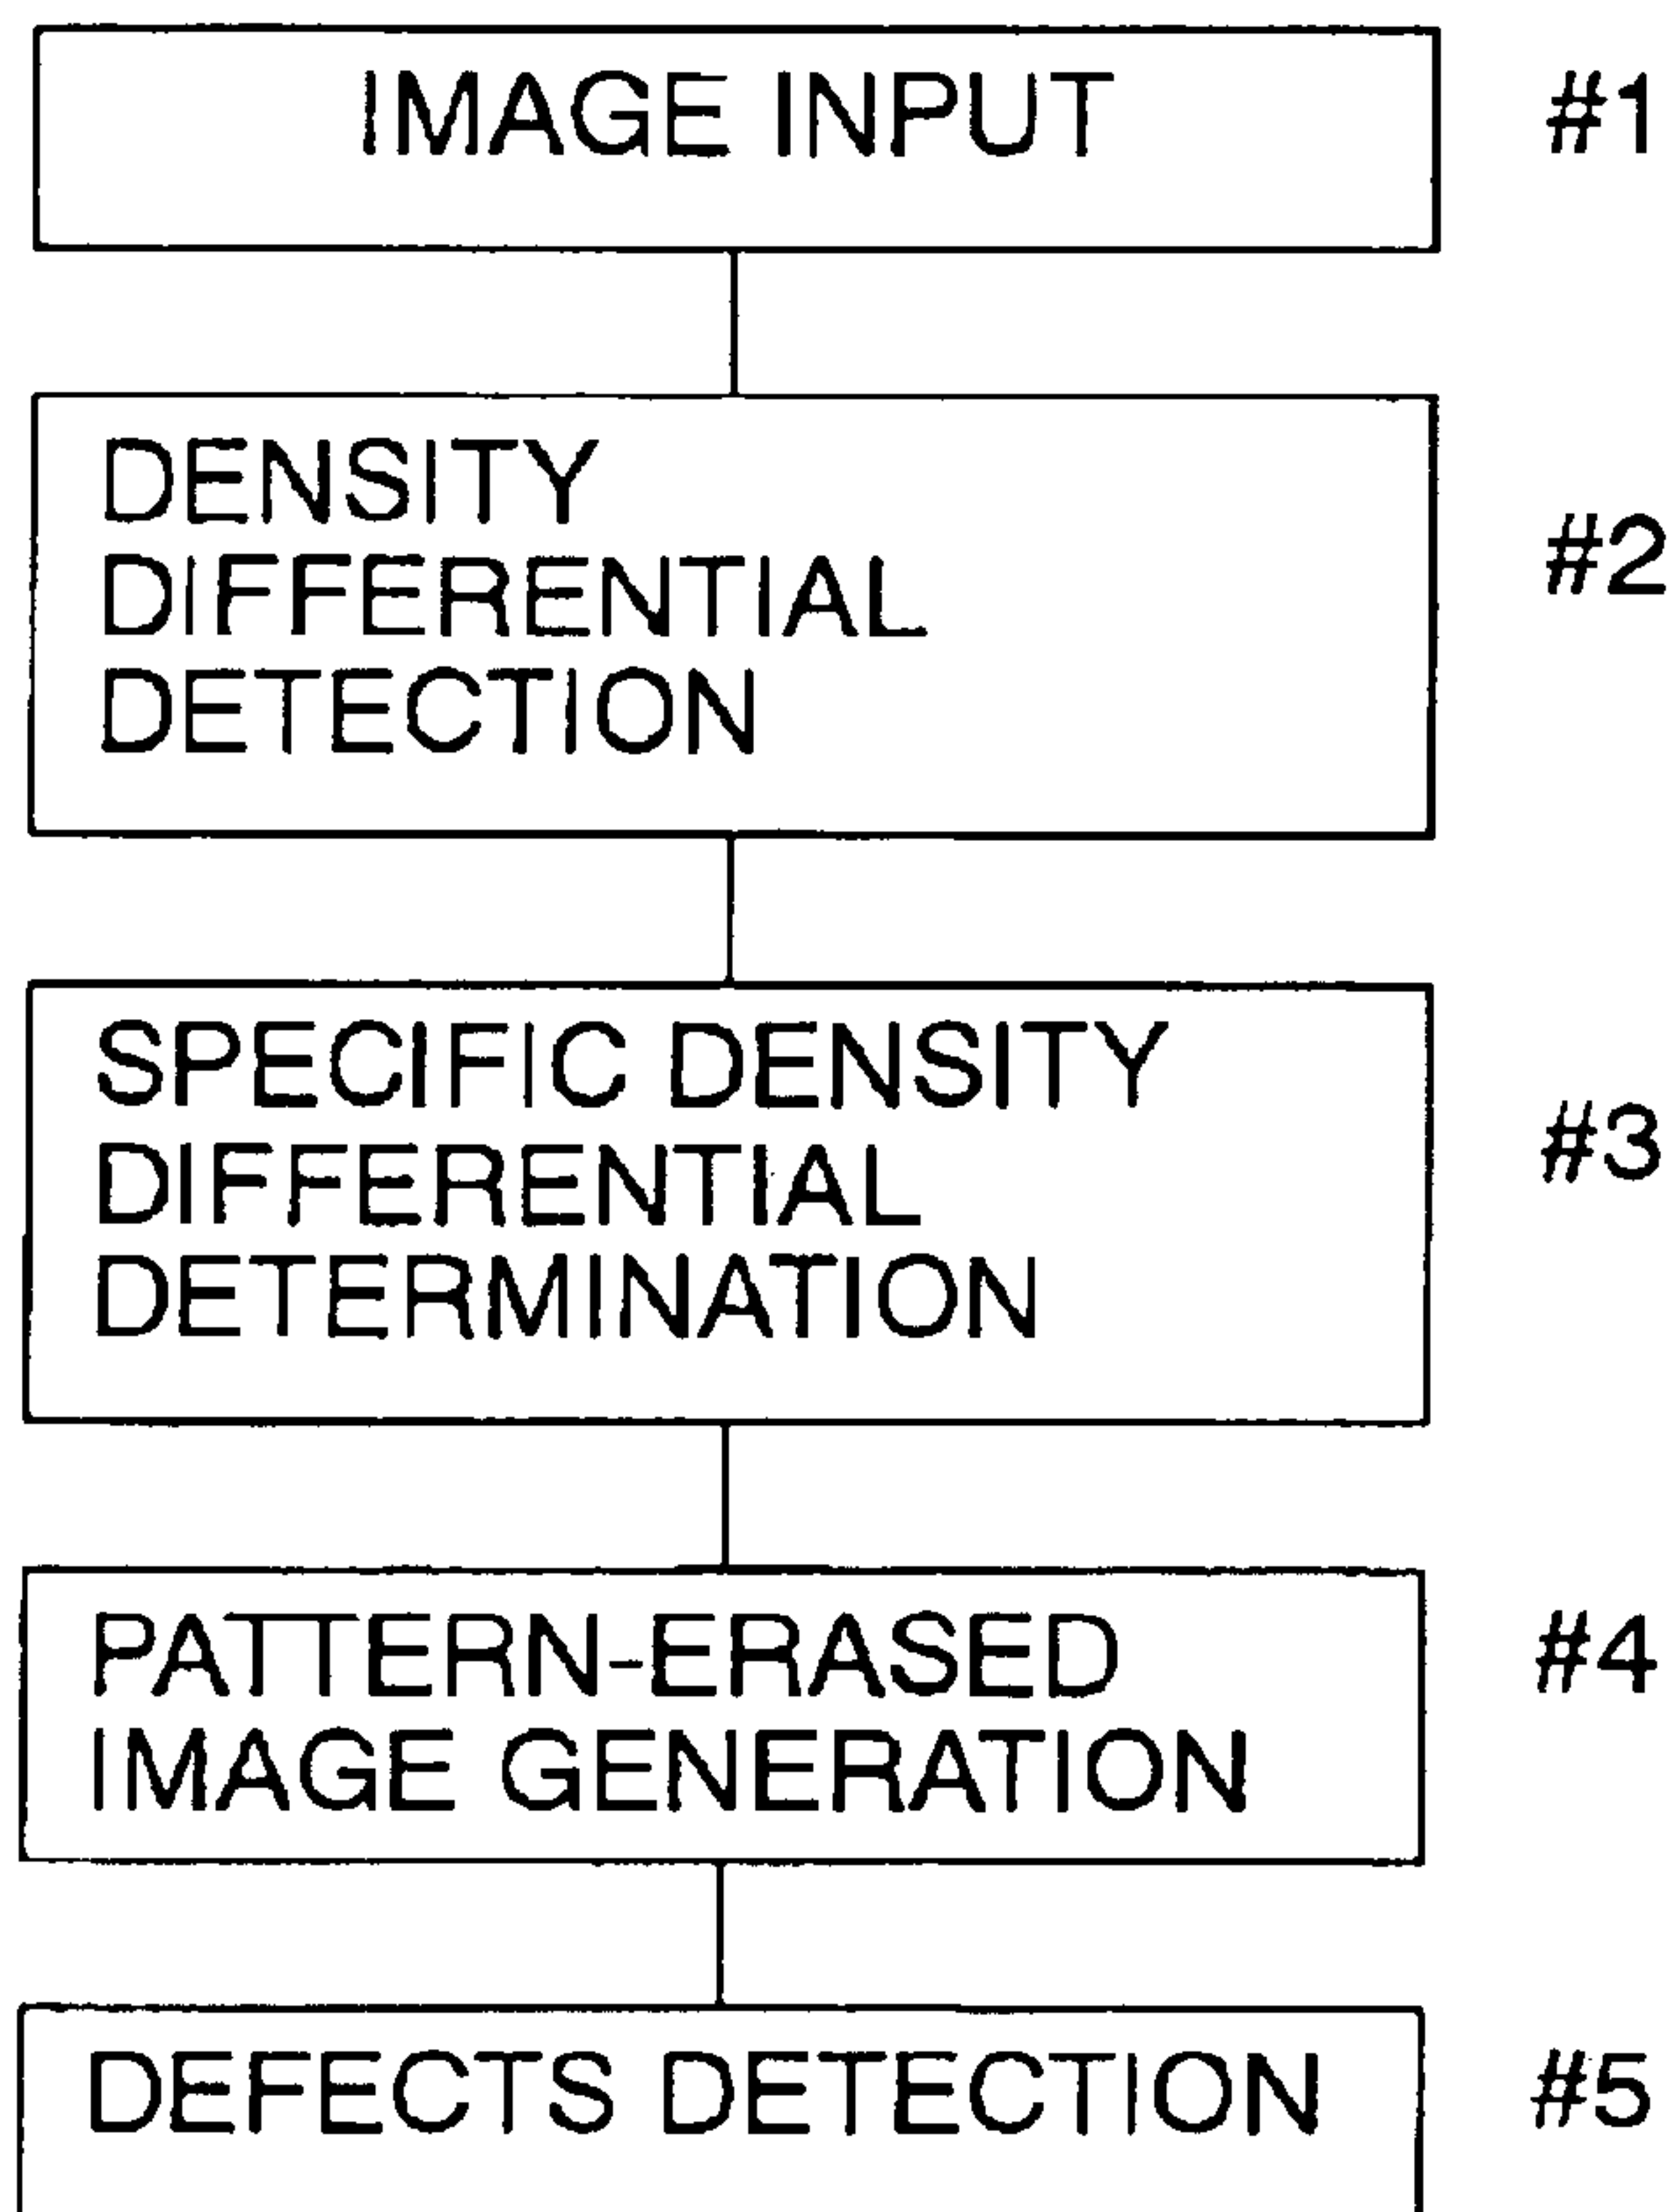 IMAGE INPUT #1
DENSITY
DIFFERENTIAL #2
DETECTION
SPECIFIC DENSITY
DIFFERENTIAL #3
DETERMINATION
PATTERN-ERASED #4
IMAGE GENERATION
DEFECTS DETECTION #5